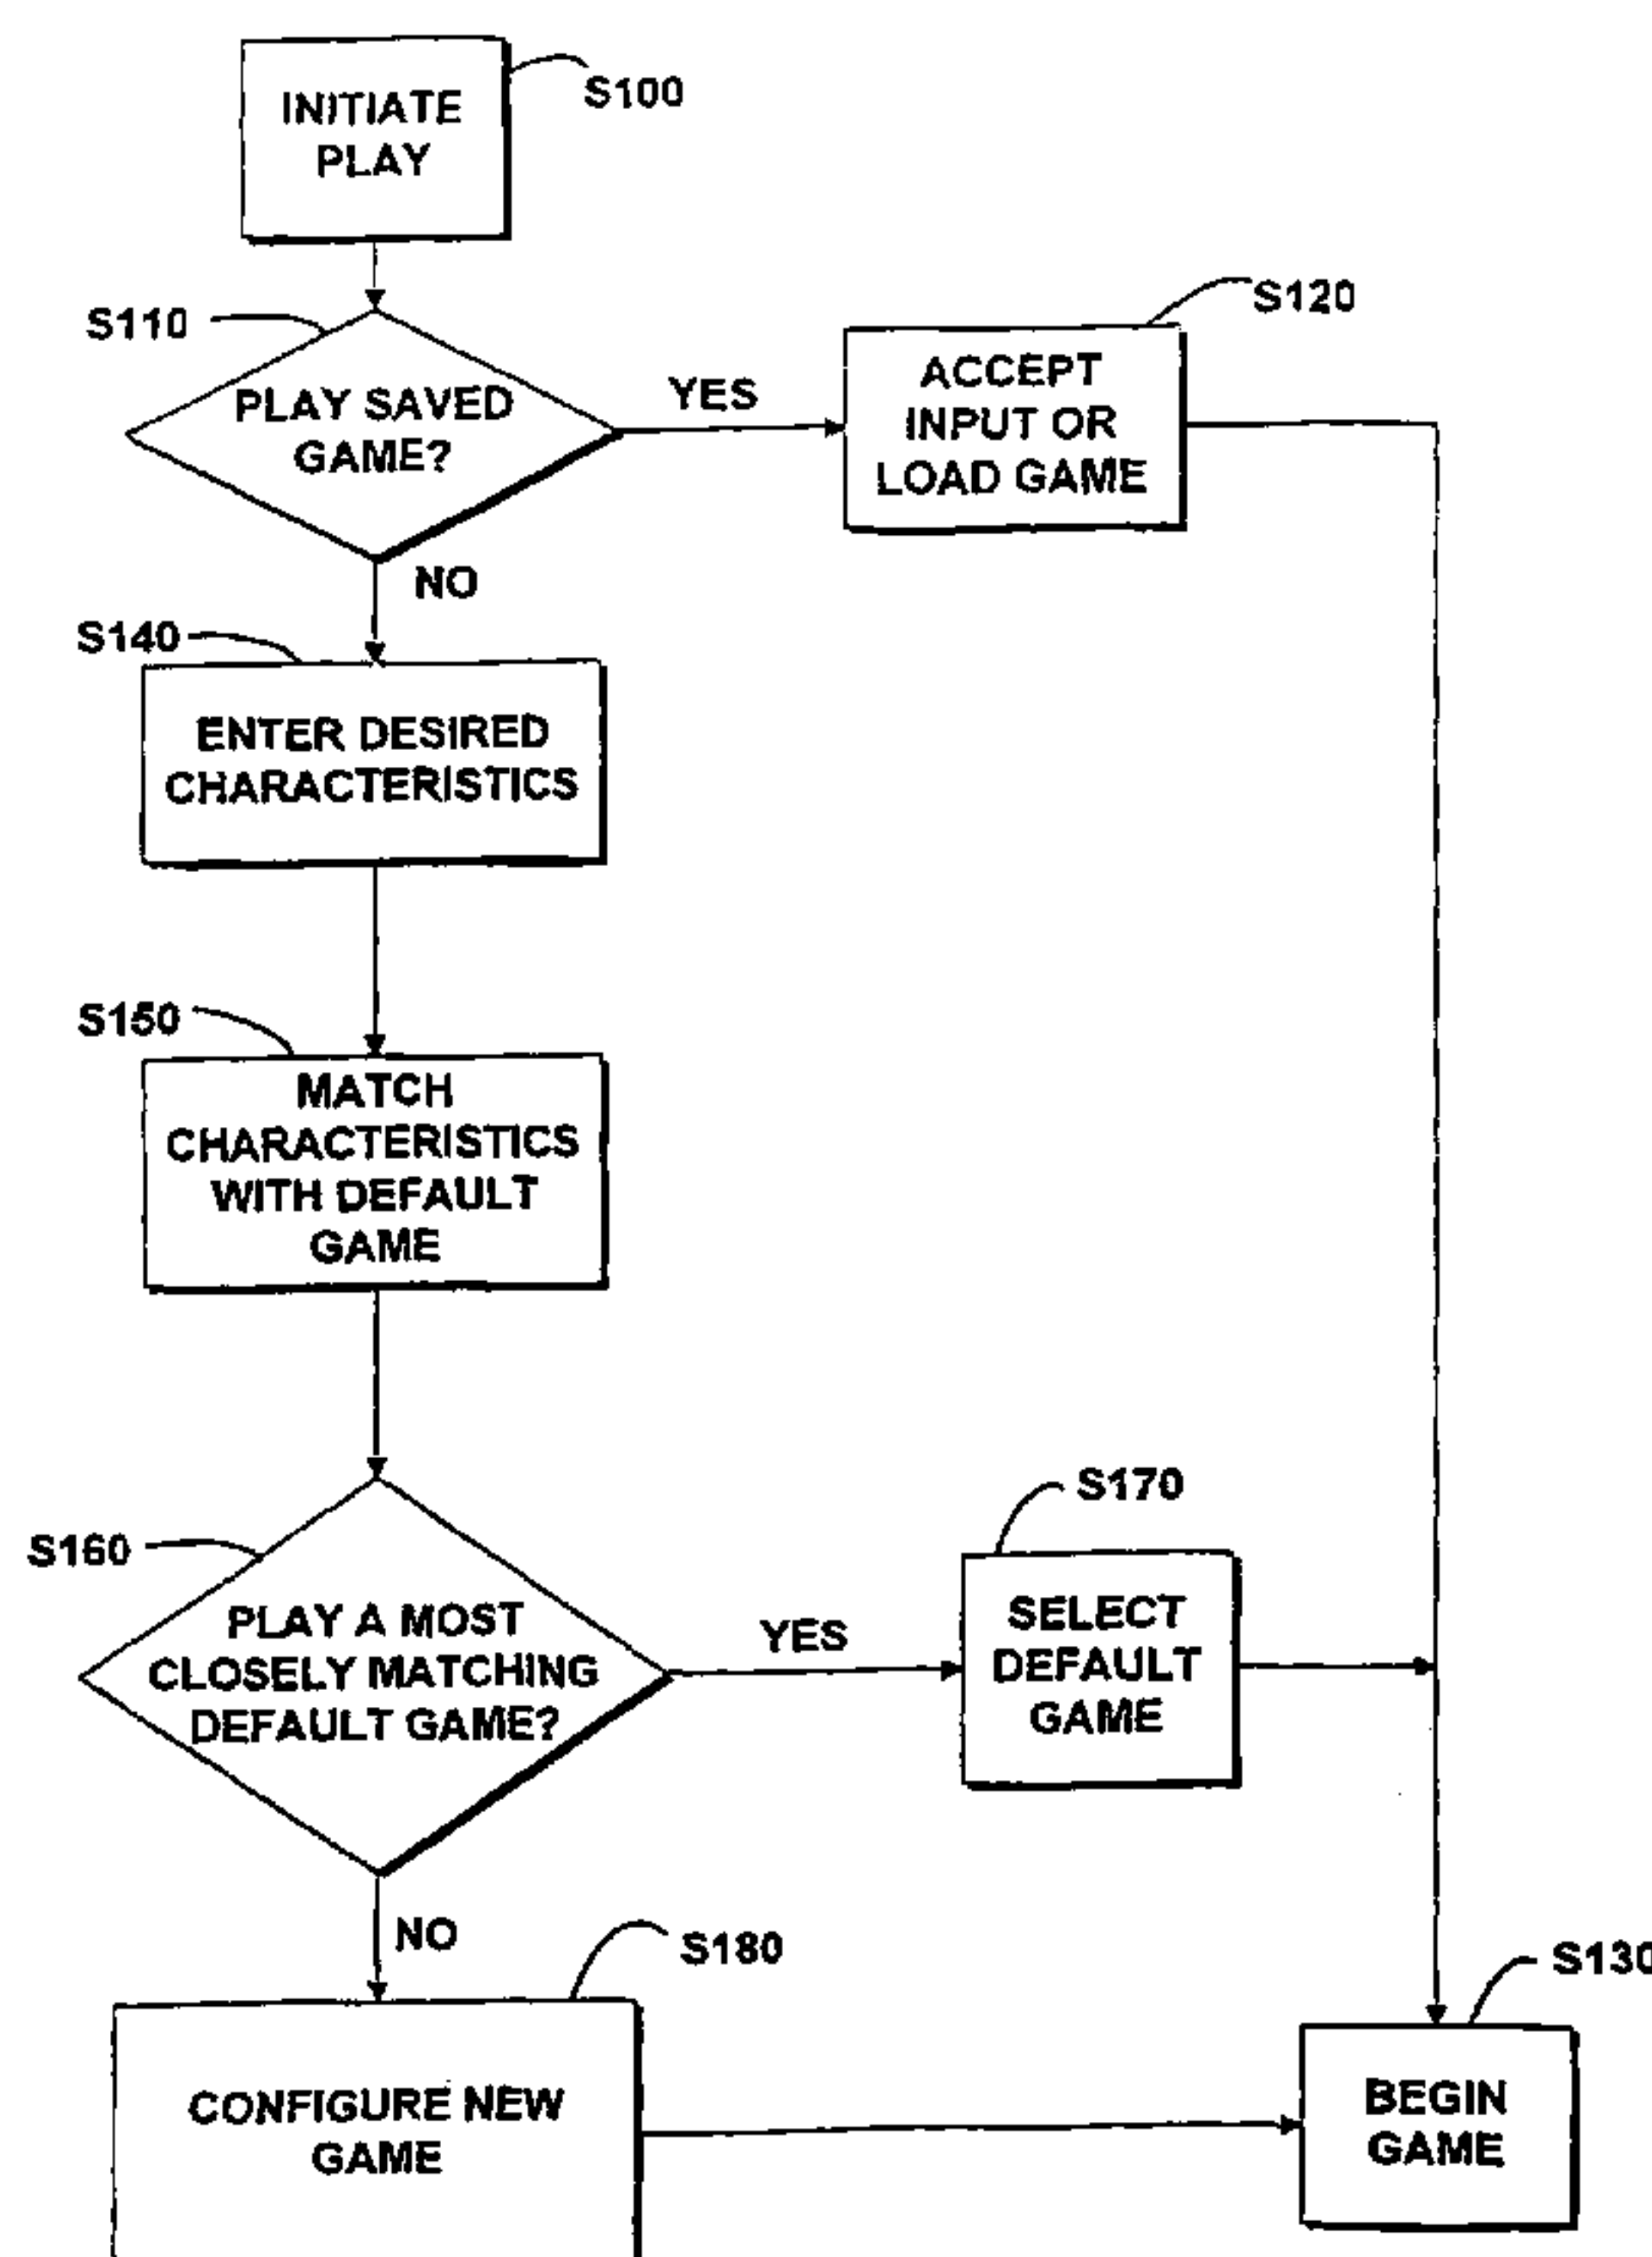 INITIATE
PLAY
S100
S110
PLAY SAVED
GAME?
YES
S120
ACCEPT
INPUT OR
LOAD GAME
NO
S140
ENTER DESIRED
CHARACTERISTICS
S150
MATCH
CHARACTERISTICS
WITH DEFAULT
GAME
S160
PLAY A MOST
CLOSELY MATCHING
DEFAULT GAME?
YES
S170
SELECT
DEFAULT
GAME
NO
S180
CONFIGURE NEW
GAME
S130
BEGIN
GAME